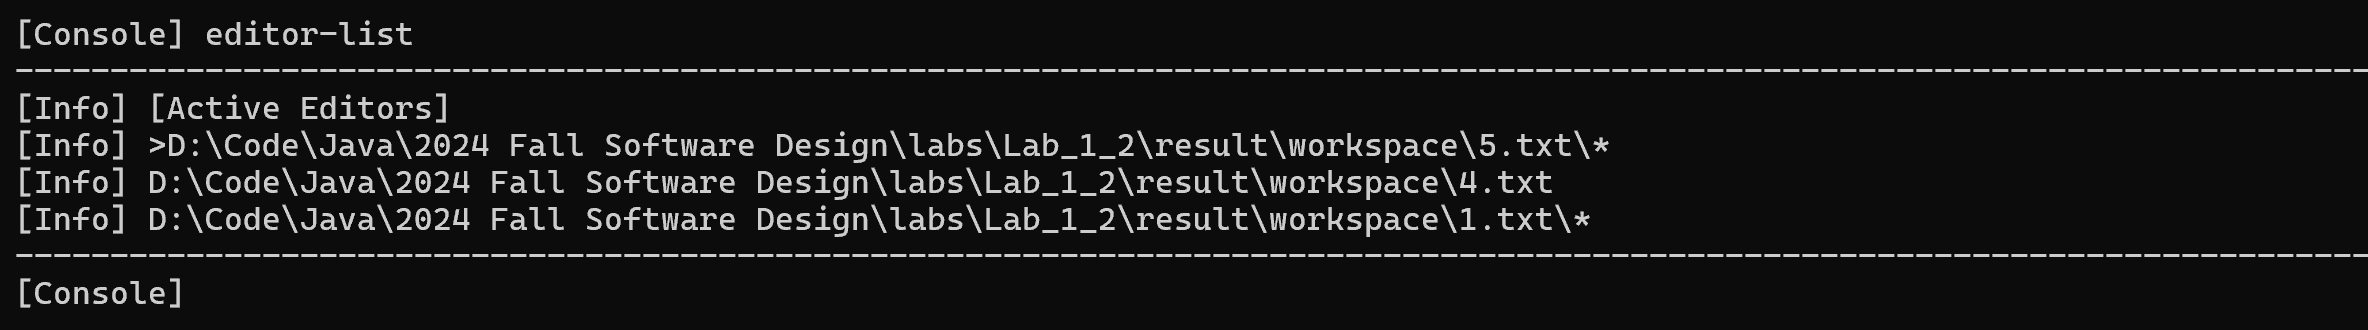 [Console] editor-list
----------------------------------------------------------------------------------------------------------------------------
[Info] [Active Editors]
[Info] >D:\Code\Java\2024 Fall Software Design\labs\Lab_1_2\result\workspace\5.txt\*
[Info] D:\Code\Java\2024 Fall Software Design\labs\Lab_1_2\result\workspace\4.txt
[Info] D:\Code\Java\2024 Fall Software Design\labs\Lab_1_2\result\workspace\1.txt\*
----------------------------------------------------------------------------------------------------------------------------
[Console]